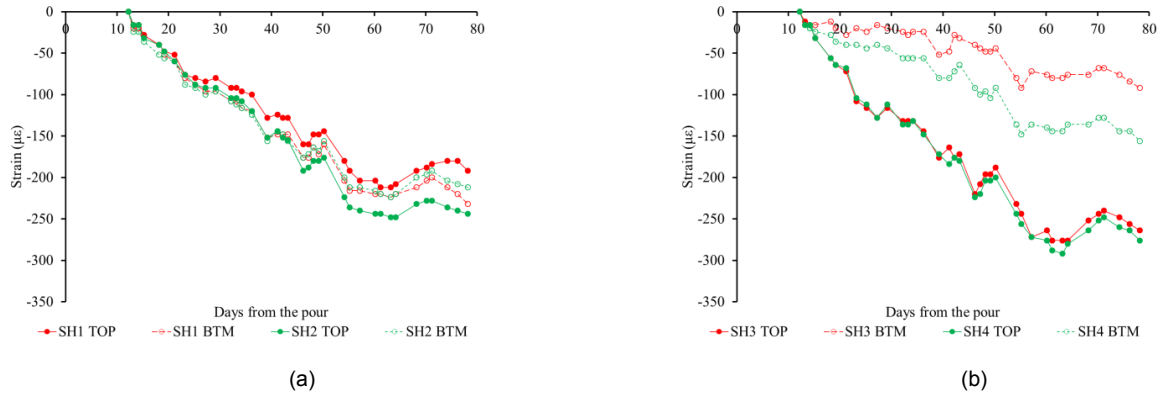 0 10 20 30 40 50 60 70 80
0
-50
-100
-150
-200
-250
-300
-350
Strain (με)
Days from the pour
SH1 TOP SH1 BTM SH2 TOP SH2 BTM
(a)
0 10 20 30 40 50 60 70 80
0
-50
-100
-150
-200
-250
-300
-350
Strain (με)
Days from the pour
SH3 TOP SH3 BTM SH4 TOP SH4 BTM
(b)